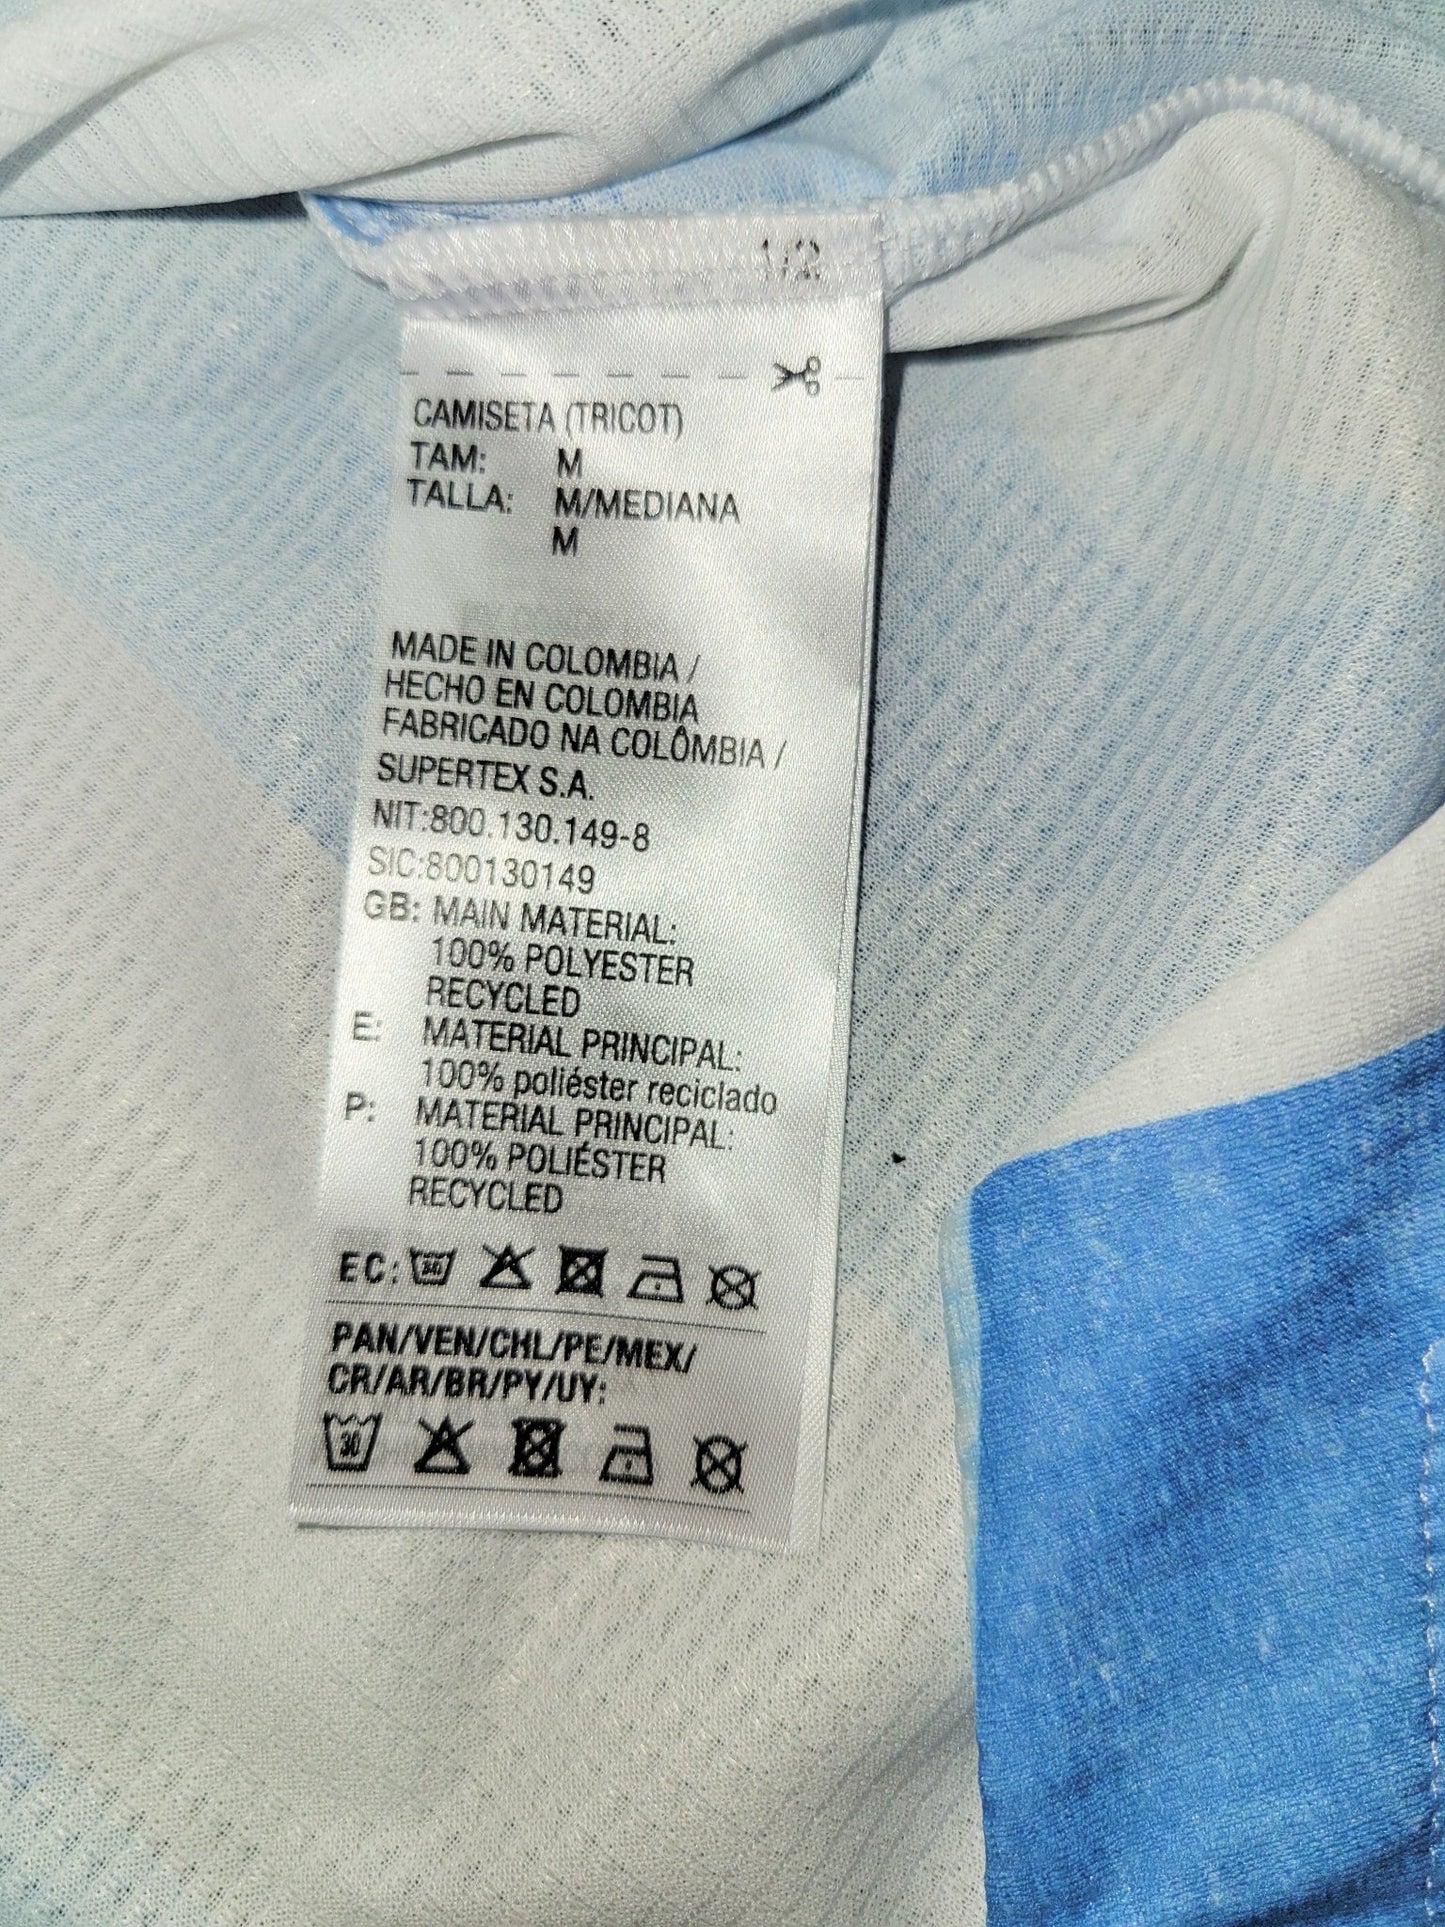 1/2
CAMISETA (TRICOT)
TAM: M
TALLA: M/MEDIANA
M
MADE IN COLOMBIA /
HECHO EN COLOMBIA
FABRICADO NA COLÔMBIA /
SUPERTEX S.A.
NIT:800.130.149-8
SIC:800130149
GB: MAIN MATERIAL:
100% POLYESTER
RECYCLED
E: MATERIAL PRINCIPAL:
100% poliéster reciclado
P: MATERIAL PRINCIPAL:
100% POLIÉSTER
RECYCLED
EC: 30
PAN/VEN/CHL/PE/MEX/
CR/AR/BR/PY/UY:
30